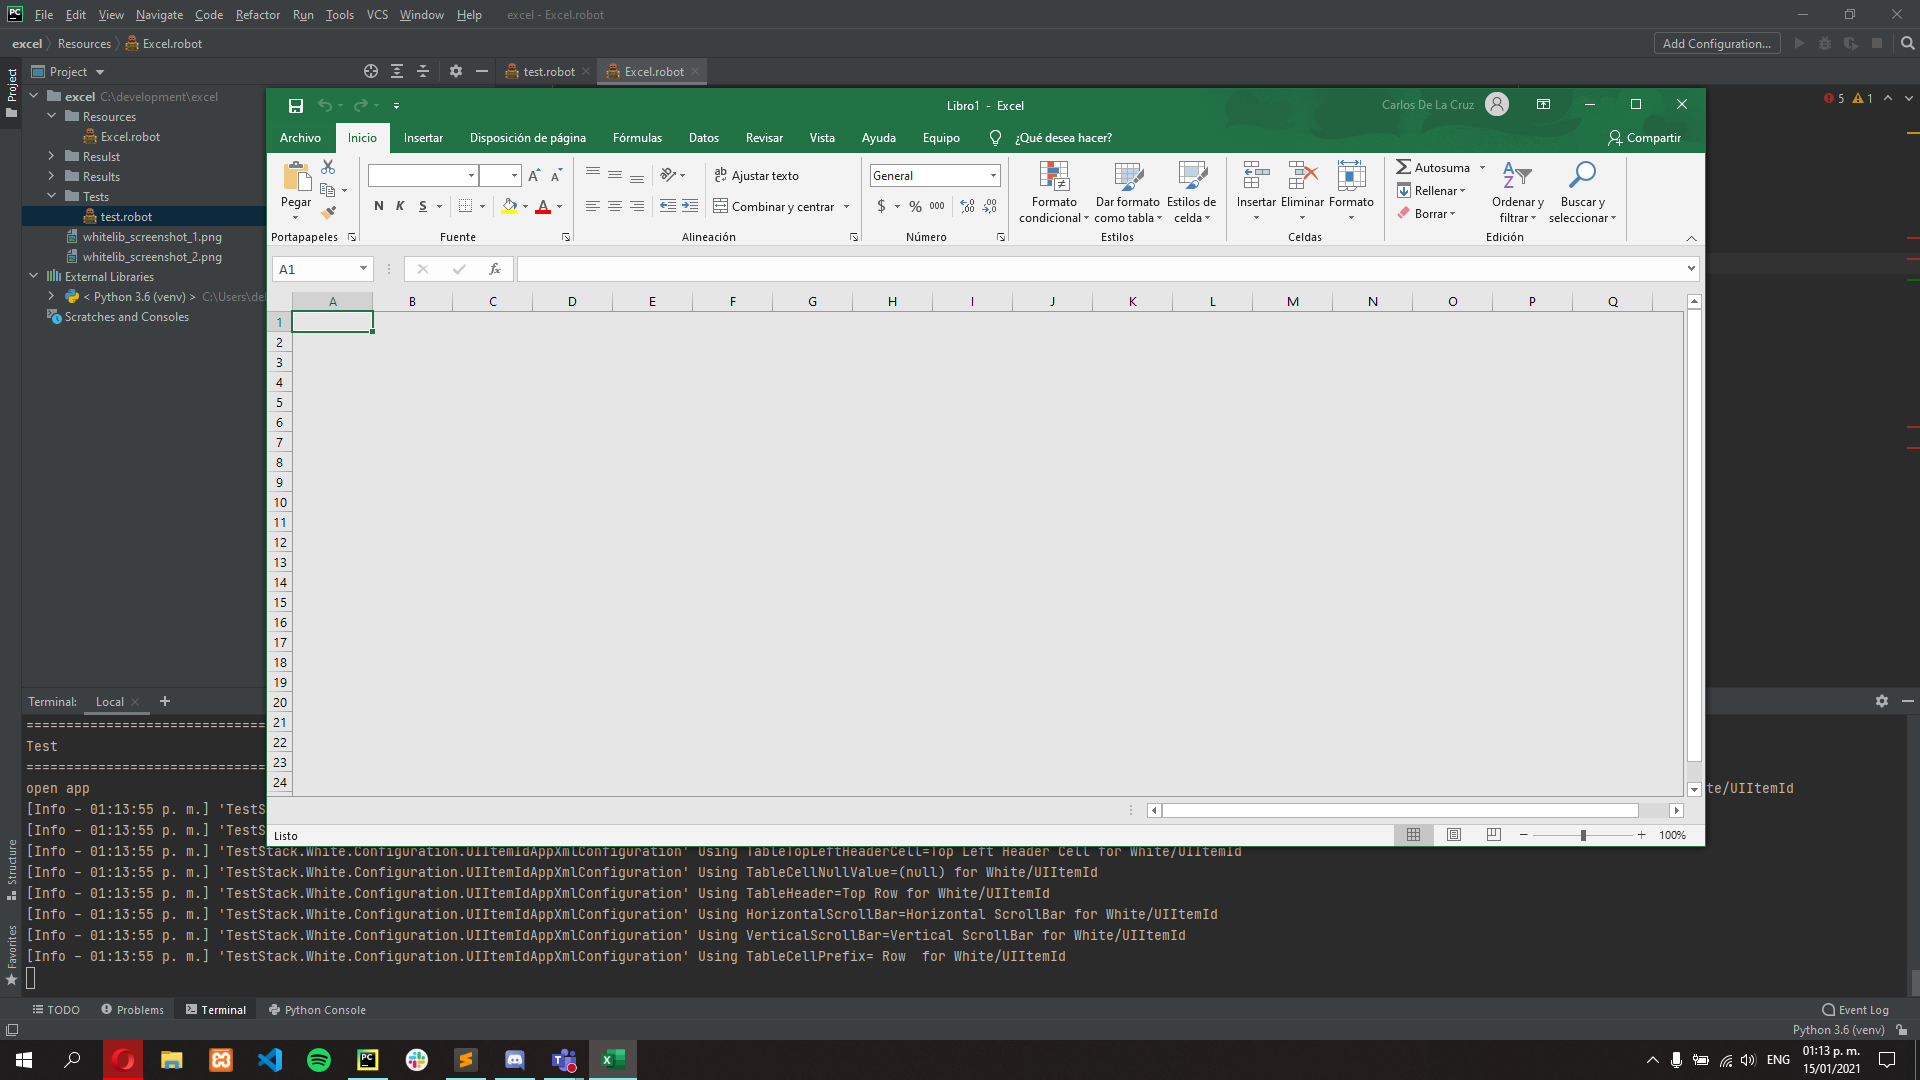 File Edit View Navigate Code Refactor Run Tools VCS Window Help excel - Excel.robot
excel Resources Excel.robot Add Configuration...
Project test.robot Excel.robot
Project
excel C:\development\excel
Resources
Excel.robot
Resulst
Results
Tests
test.robot
whitelib_screenshot_1.png
whitelib_screenshot_2.png
External Libraries
< Python 3.6 (venv) > C:\Users\de
Scratches and Consoles
5 1
Libro1 - Excel Carlos De La Cruz
Archivo Inicio Insertar Disposición de página Fórmulas Datos Revisar Vista Ayuda Equipo ¿Qué desea hacer? Compartir
Pegar
Portapapeles
N K S A
Fuente
Ajustar texto
Combinar y centrar
Alineación
General
$ % 000
Número
Formato condicional
Dar formato como tabla
Estilos de celda
Estilos
Insertar Eliminar Formato
Celdas
Autosuma
Rellenar
Borrar
Ordenar y filtrar
Buscar y seleccionar
Edición
A1 fx
A B C D E F G H I J K L M N O P Q
1
2
3
4
5
6
7
8
9
10
11
12
13
14
15
16
17
18
19
20
21
22
23
24
Listo 100%
Terminal: Local
==============================
Test
==============================
open app te/UIItemId
[Info - 01:13:55 p. m.] 'TestS
[Info - 01:13:55 p. m.] 'TestS
[Info - 01:13:55 p. m.] 'TestStack.White.Configuration.UIItemIdAppXmlConfiguration' Using TableTopLeftHeaderCell=Top Left Header Cell for White/UIItemId
[Info - 01:13:55 p. m.] 'TestStack.White.Configuration.UIItemIdAppXmlConfiguration' Using TableCellNullValue=(null) for White/UIItemId
[Info - 01:13:55 p. m.] 'TestStack.White.Configuration.UIItemIdAppXmlConfiguration' Using TableHeader=Top Row for White/UIItemId
[Info - 01:13:55 p. m.] 'TestStack.White.Configuration.UIItemIdAppXmlConfiguration' Using HorizontalScrollBar=Horizontal ScrollBar for White/UIItemId
[Info - 01:13:55 p. m.] 'TestStack.White.Configuration.UIItemIdAppXmlConfiguration' Using VerticalScrollBar=Vertical ScrollBar for White/UIItemId
[Info - 01:13:55 p. m.] 'TestStack.White.Configuration.UIItemIdAppXmlConfiguration' Using TableCellPrefix= Row  for White/UIItemId
Structure
Favorites
TODO Problems Terminal Python Console Event Log
Python 3.6 (venv)
ENG 01:13 p. m.
15/01/2021